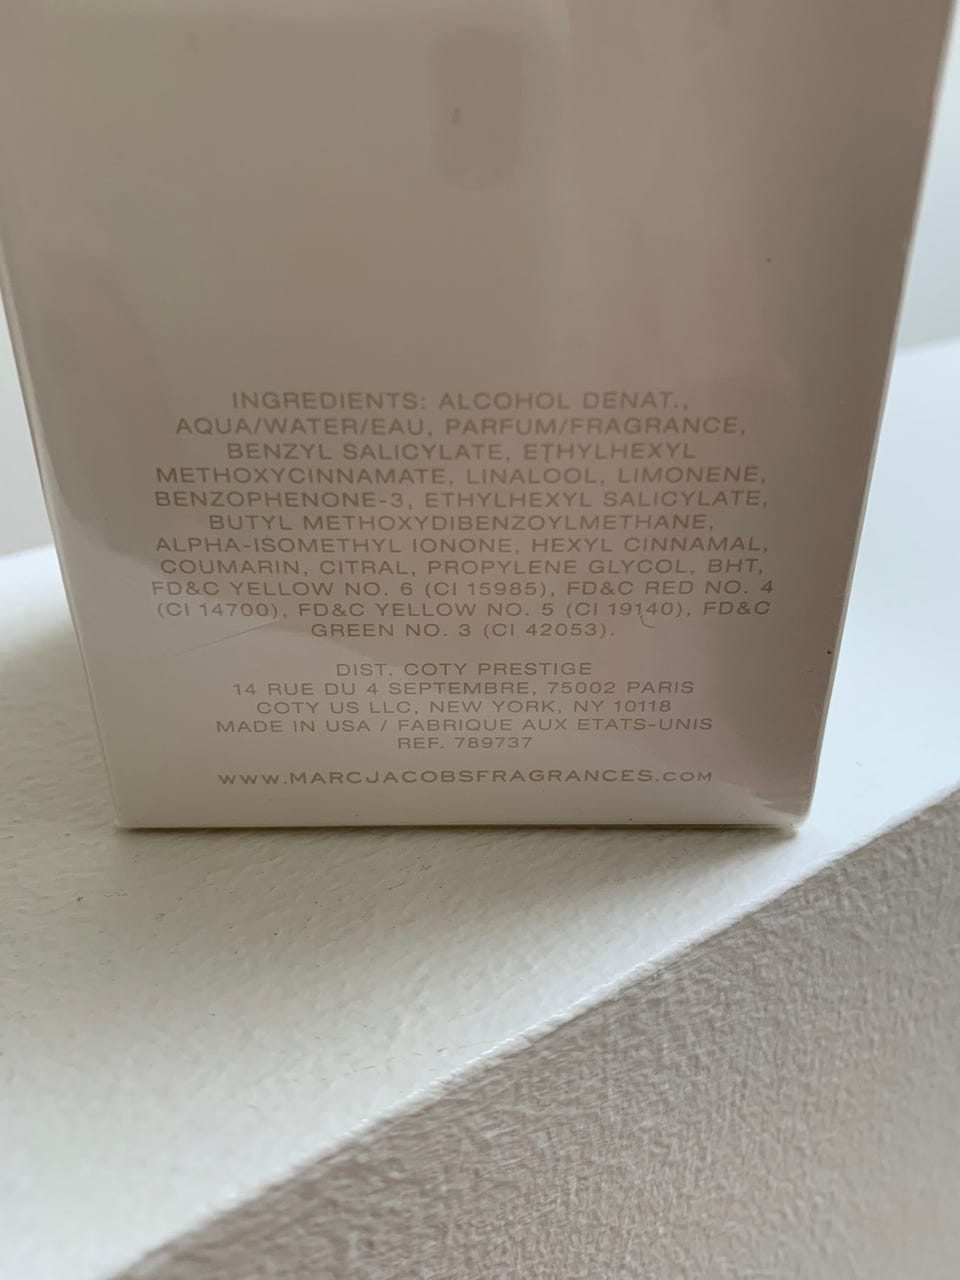 INGREDIENTS: ALCOHOL DENAT.,
AQUA/WATER/EAU, PARFUM/FRAGRANCE,
BENZYL SALICYLATE, ETHYLHEXYL
METHOXYCINNAMATE, LINALOOL, LIMONENE,
BENZOPHENONE-3, ETHYLHEXYL SALICYLATE,
BUTYL METHOXYDIBENZOYLMETHANE,
ALPHA-ISOMETHYL IONONE, HEXYL CINNAMAL,
COUMARIN, CITRAL, PROPYLENE GLYCOL, BHT,
FD&C YELLOW NO. 6 (CI 15985), FD&C RED NO. 4
(CI 14700), FD&C YELLOW NO. 5 (CI 19140), FD&C
GREEN NO. 3 (CI 42053).
DIST. COTY PRESTIGE
14 RUE DU 4 SEPTEMBRE, 75002 PARIS
COTY US LLC, NEW YORK, NY 10118
MADE IN USA / FABRIQUE AUX ETATS-UNIS
REF. 789737
WWW.MARCJACOBSFRAGRANCES.COM